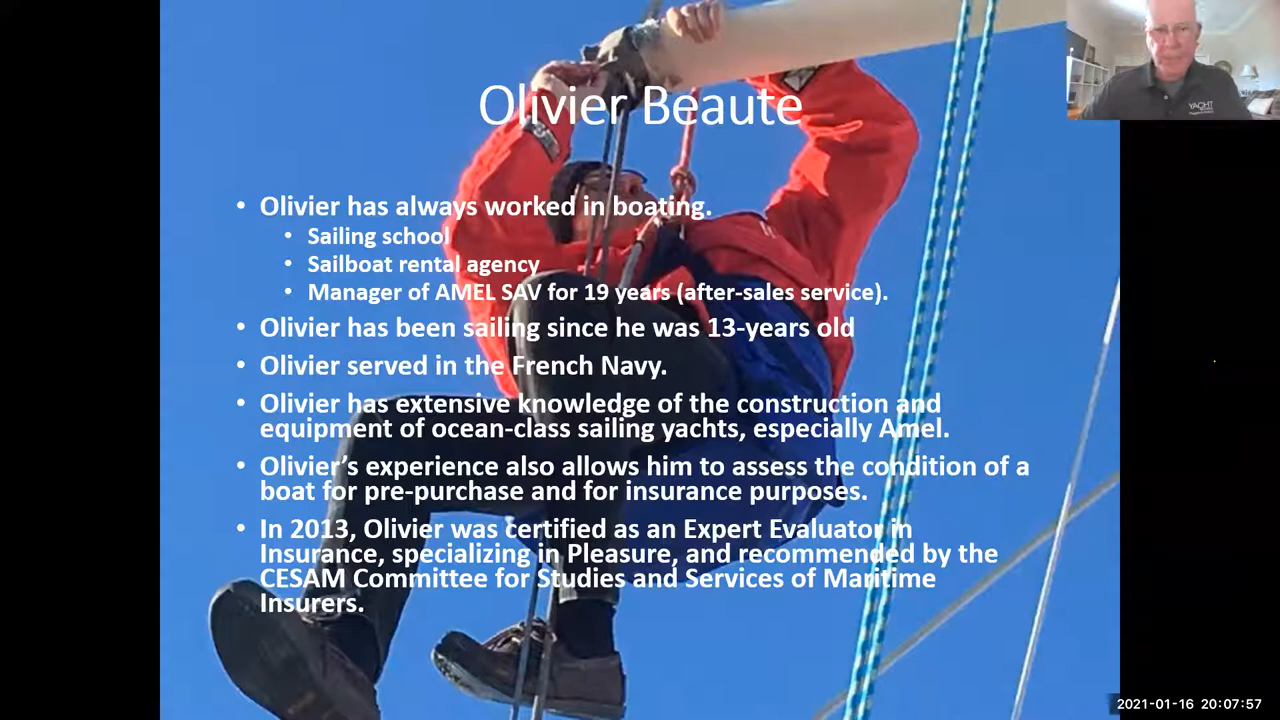 Olivier Beaute
YACHT
• Olivier has always worked in boating.
• Sailing school
• Sailboat rental agency
• Manager of AMEL SAV for 19 years (after-sales service).
• Olivier has been sailing since he was 13-years old
• Olivier served in the French Navy.
• Olivier has extensive knowledge of the construction and
equipment of ocean-class sailing yachts, especially Amel.
• Olivier’s experience also allows him to assess the condition of a
boat for pre-purchase and for insurance purposes.
• In 2013, Olivier was certified as an Expert Evaluator in
Insurance, specializing in Pleasure, and recommended by the
CESAM Committee for Studies and Services of Maritime
Insurers.
2021-01-16 20:07:57